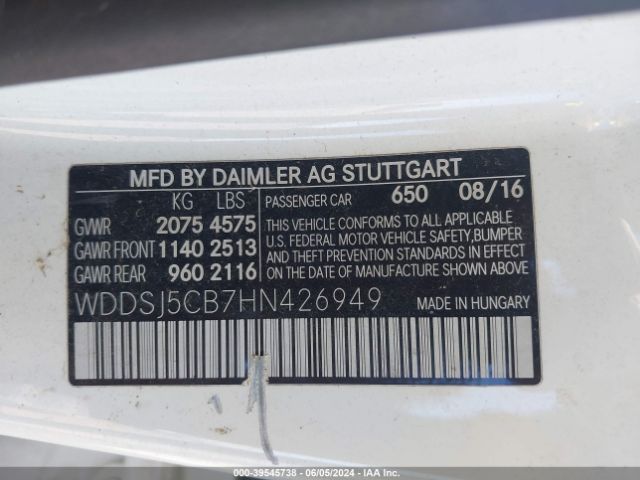 MFD BY DAIMLER AG STUTTGART
KG LBS
GVWR 2075 4575
GAWR FRONT 1140 2513
GAWR REAR 960 2116
PASSENGER CAR 650 08/16
THIS VEHICLE CONFORMS TO ALL APPLICABLE
U.S. FEDERAL MOTOR VEHICLE SAFETY, BUMPER
AND THEFT PREVENTION STANDARDS IN EFFECT
ON THE DATE OF MANUFACTURE SHOWN ABOVE.
WDDSJ5CB7HN426949 MADE IN HUNGARY
000-39545738 - 06/05/2024 - IAA Inc.